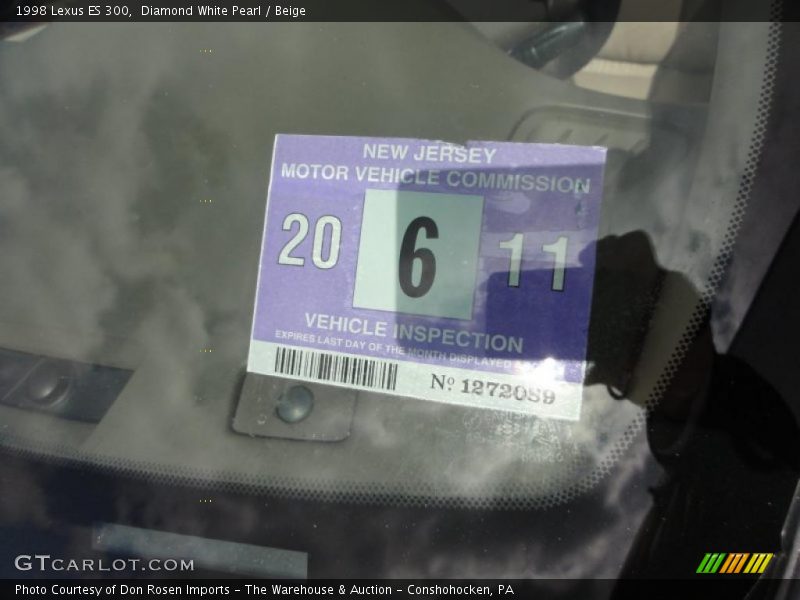 1998 Lexus ES 300, Diamond White Pearl / Beige
NEW JERSEY
MOTOR VEHICLE COMMISSION
20 6 11
VEHICLE INSPECTION
EXPIRES LAST DAY OF THE MONTH DISPLAYED
Nº 1272089
GTCARLOT.COM
Photo Courtesy of Don Rosen Imports - The Warehouse & Auction - Conshohocken, PA